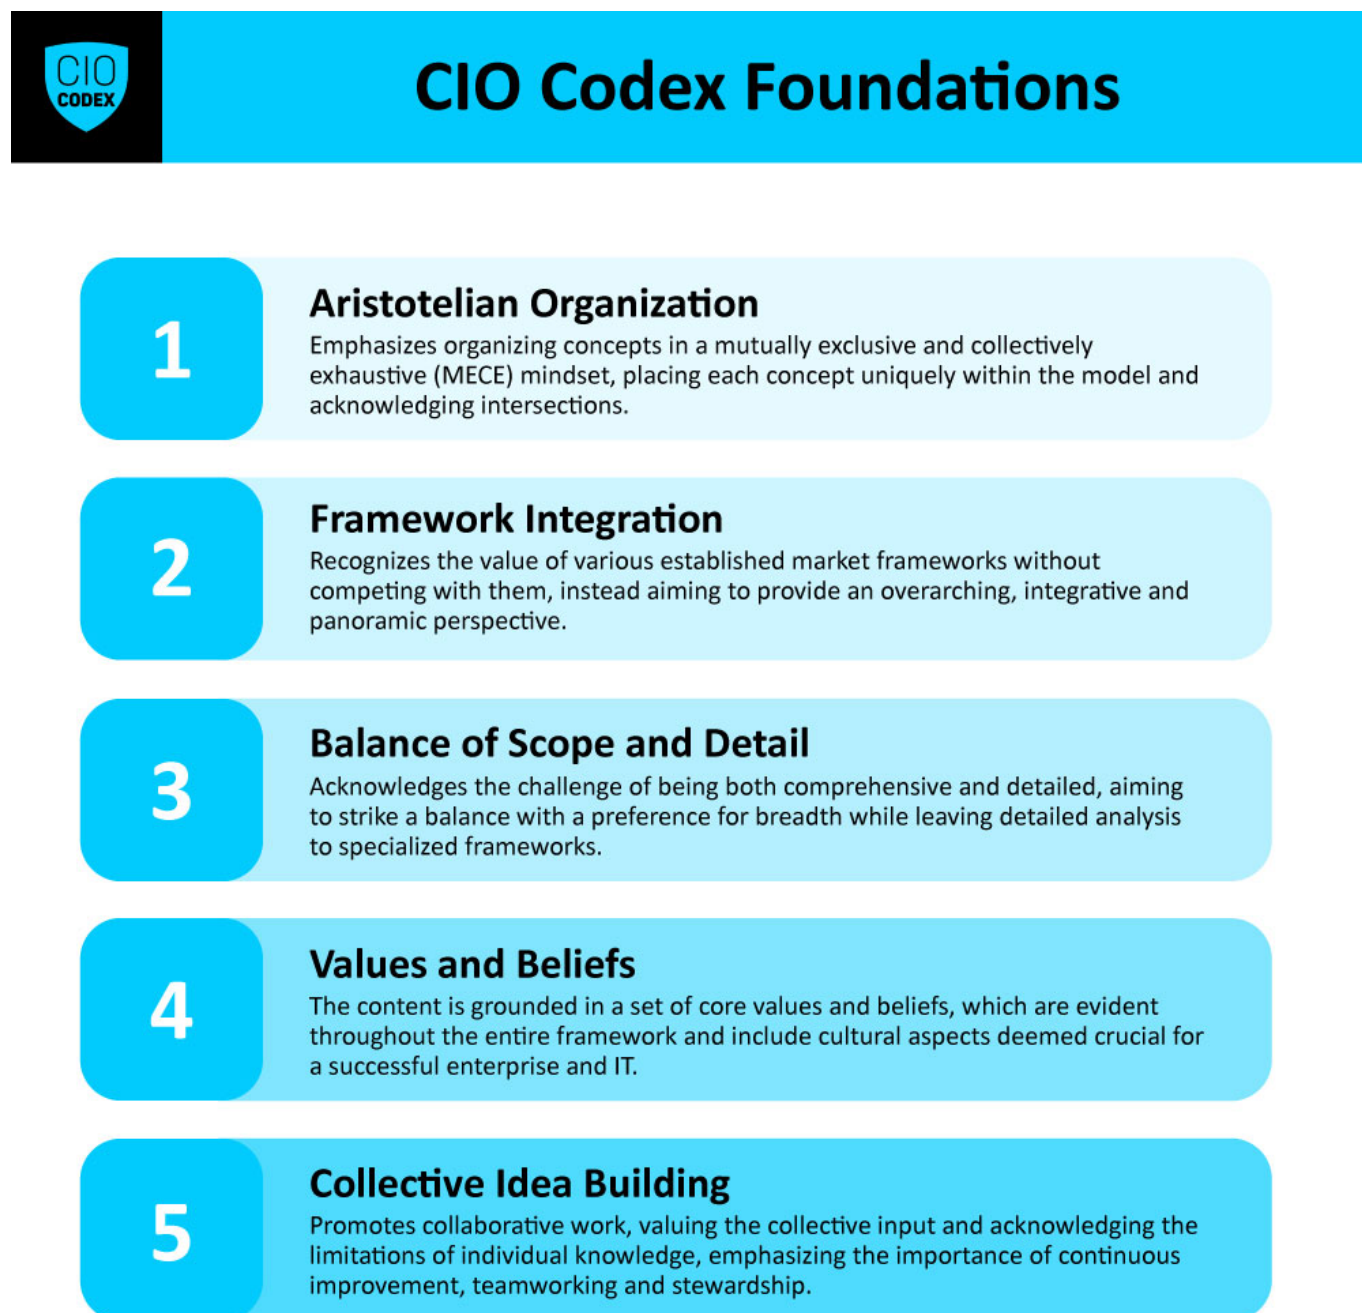 CIO
CODEX
CIO Codex Foundations
1
Aristotelian Organization
Emphasizes organizing concepts in a mutually exclusive and collectively
exhaustive (MECE) mindset, placing each concept uniquely within the model and
acknowledging intersections.
2
Framework Integration
Recognizes the value of various established market frameworks without
competing with them, instead aiming to provide an overarching, integrative and
panoramic perspective.
3
Balance of Scope and Detail
Acknowledges the challenge of being both comprehensive and detailed, aiming
to strike a balance with a preference for breadth while leaving detailed analysis
to specialized frameworks.
4
Values and Beliefs
The content is grounded in a set of core values and beliefs, which are evident
throughout the entire framework and include cultural aspects deemed crucial for
a successful enterprise and IT.
5
Collective Idea Building
Promotes collaborative work, valuing the collective input and acknowledging the
limitations of individual knowledge, emphasizing the importance of continuous
improvement, teamworking and stewardship.